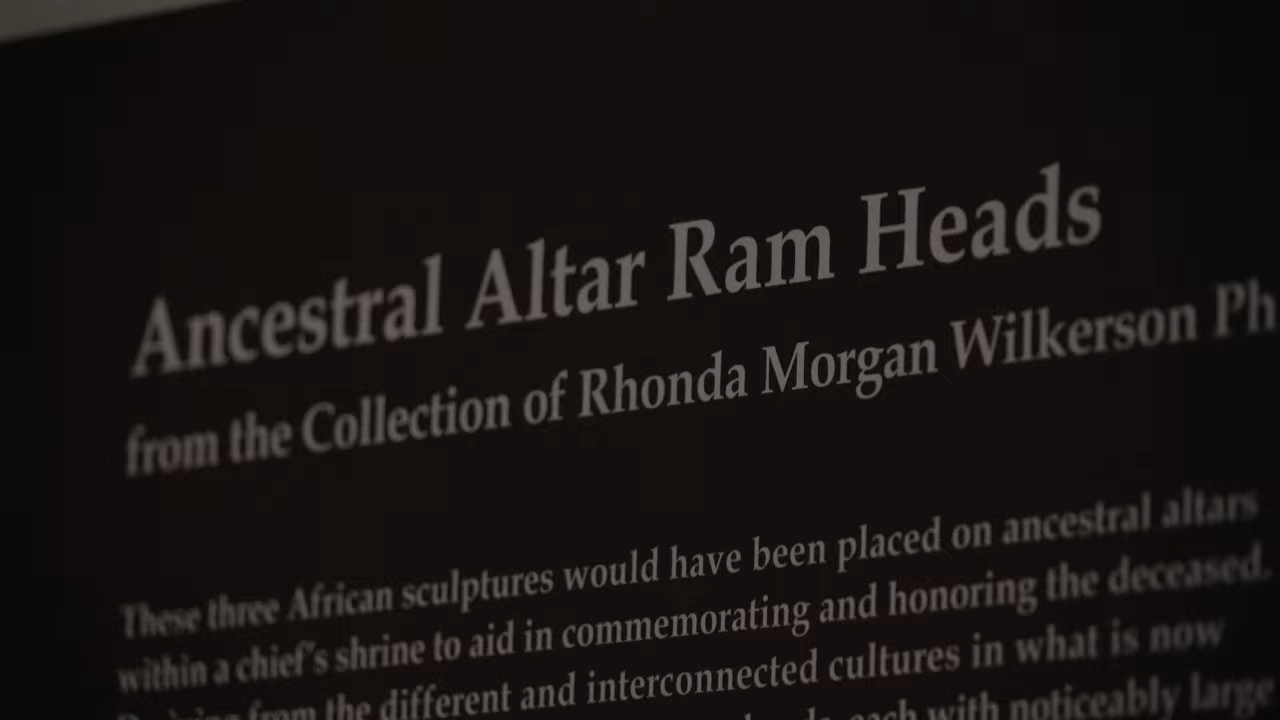 Ancestral Altar Ram Heads
from the Collection of Rhonda Morgan Wilkerson Ph
These three African sculptures would have been placed on ancestral altars
within a chief's shrine to aid in commemorating and honoring the deceased.
from the different and interconnected cultures in what is now
each with noticeably large